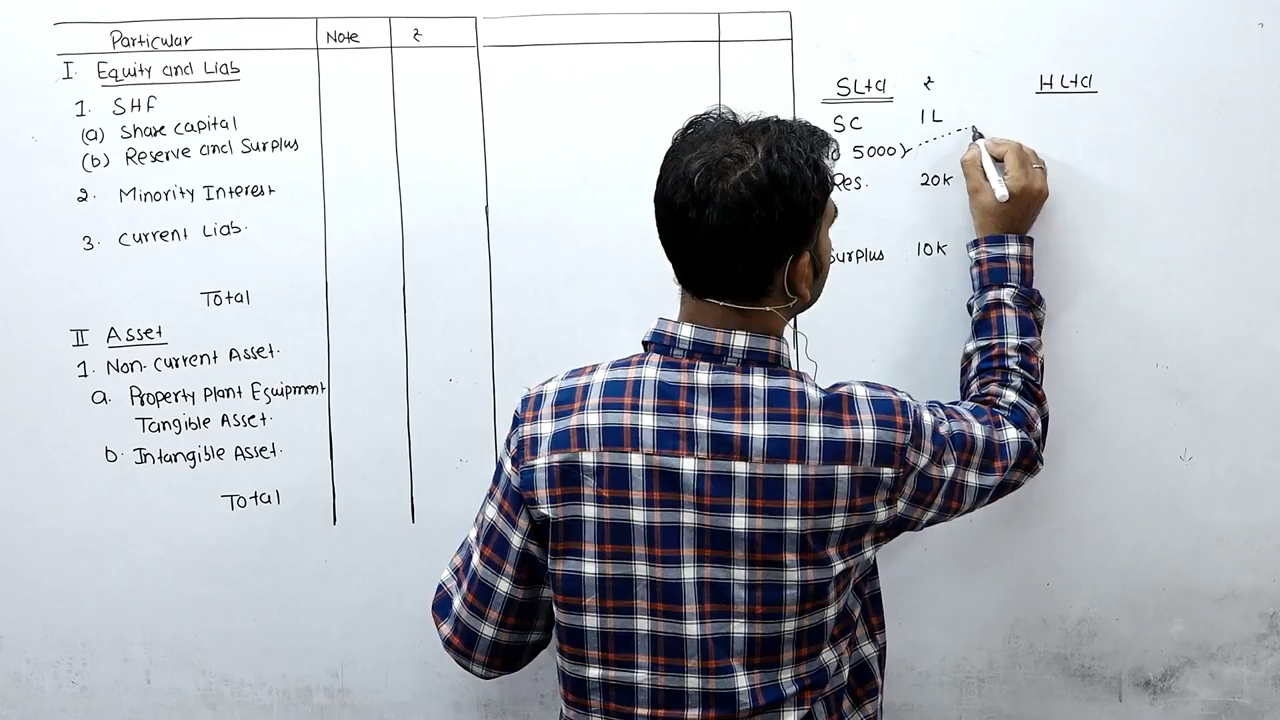 Particular Note ₹
I. Equity and Liab
1. SHF
(a) Share capital
(b) Reserve and Surplus
2. Minority Interest
3. Current Liab.
Total
II Asset
1. Non-current Asset.
a. Property Plant Equipment
Tangible Asset.
b. Intangible Asset.
Total
SLtd ₹
SC 1L
5000
Res. 20K
Surplus 10K
HLtd